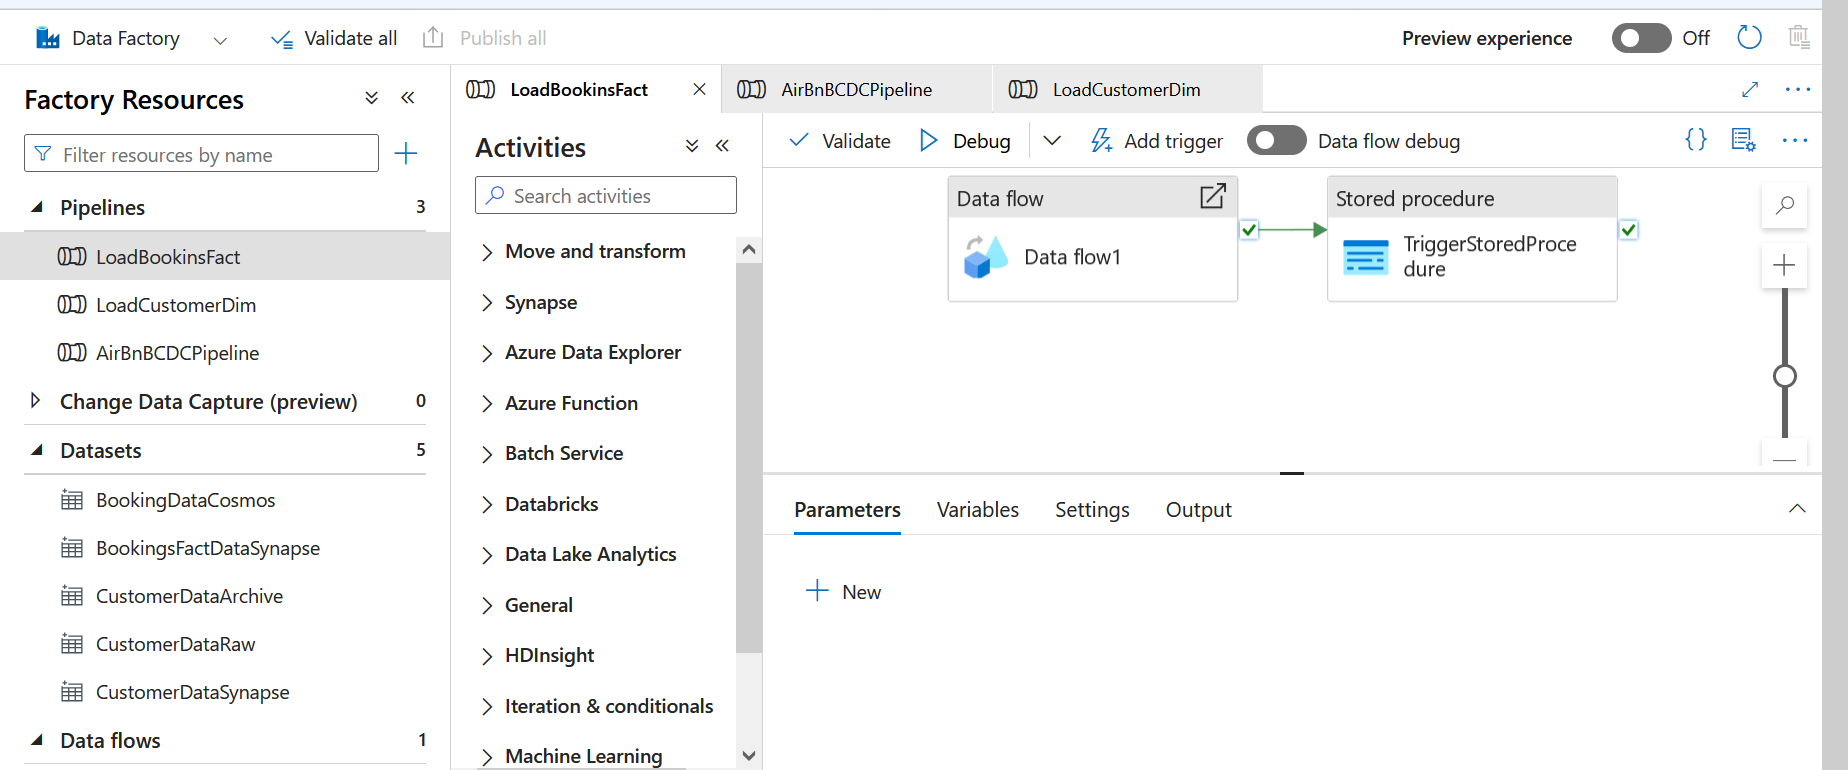 Data Factory
Validate all
Publish all
Preview experience
Off
Factory Resources
Filter resources by name
Pipelines 3
LoadBookinsFact
LoadCustomerDim
AirBnBCDCPipeline
Change Data Capture (preview) 0
Datasets 5
BookingDataCosmos
BookingsFactDataSynapse
CustomerDataArchive
CustomerDataRaw
CustomerDataSynapse
Data flows 1
LoadBookinsFact
AirBnBCDCPipeline
LoadCustomerDim
Activities
Search activities
Move and transform
Synapse
Azure Data Explorer
Azure Function
Batch Service
Databricks
Data Lake Analytics
General
HDInsight
Iteration & conditionals
Machine Learning
Validate
Debug
Add trigger
Data flow debug
Data flow
Data flow1
Stored procedure
TriggerStoredProce
dure
Parameters
Variables
Settings
Output
New